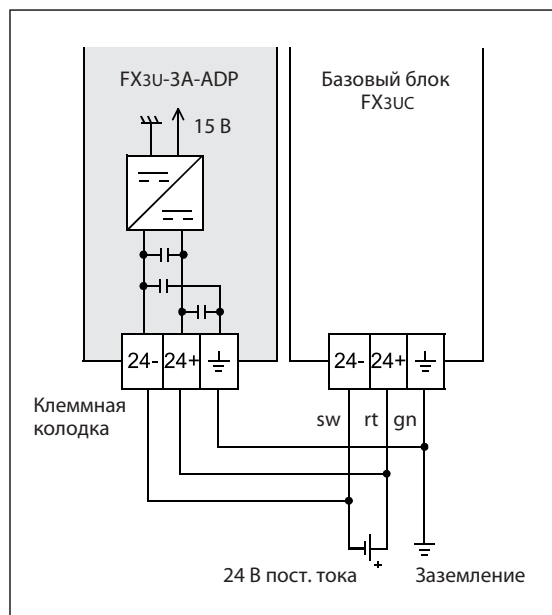 FX3U-3A-ADP
Базовый блок
FX3UC
15 В
24- 24+
24- 24+
Клеммная
колодка
sw rt gn
24 В пост. тока
+
Заземление